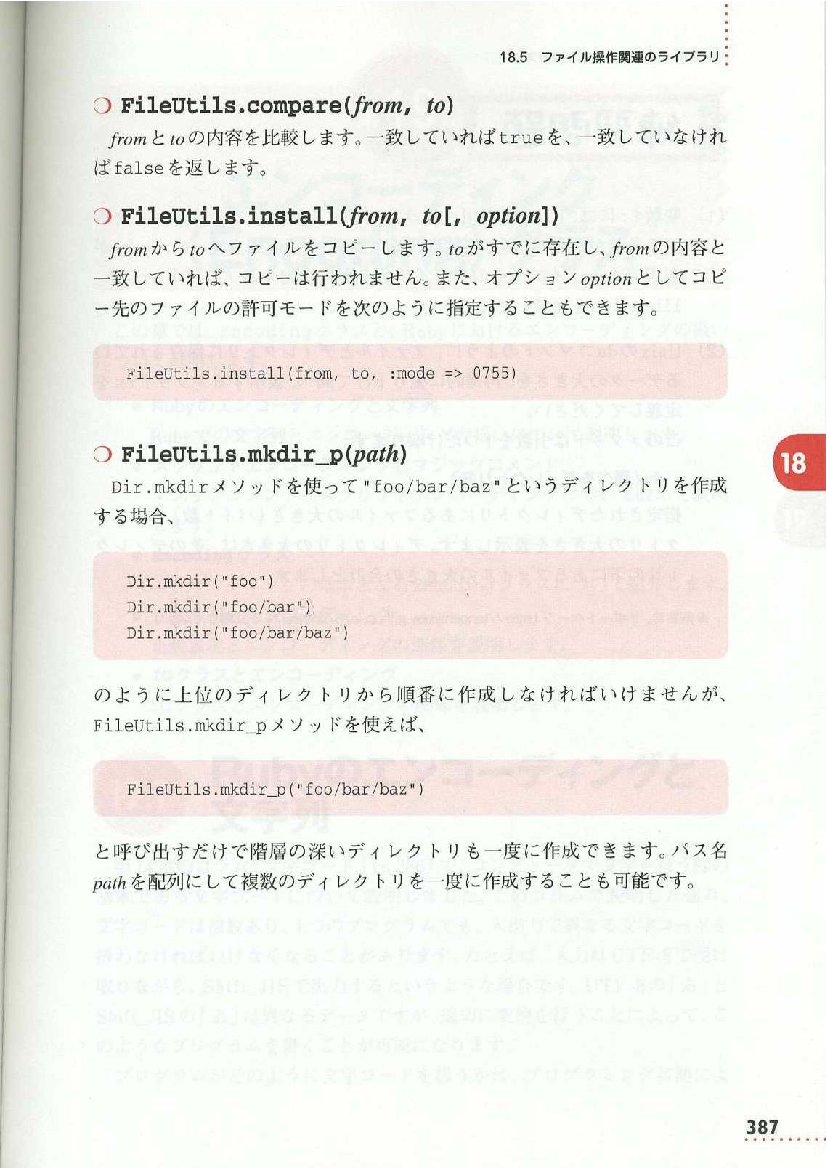 18.5 ファイル操作関連のライブラリ
❍ FileUtils.compare(from, to)
fromとtoの内容を比較します。一致していればtrueを、一致していなけれ
ばfalseを返します。
❍ FileUtils.install(from, to[, option])
fromからtoへファイルをコピーします。toがすでに存在し、fromの内容と
一致していれば、コピーは行われません。また、オプションoptionとしてコピ
ー先のファイルの許可モードを次のように指定することもできます。
FileUtils.install(from, to, :mode => 0755)
❍ FileUtils.mkdir_p(path)
Dir.mkdirメソッドを使って"foo/bar/baz"というディレクトリを作成
する場合、
18
Dir.mkdir("foo")
Dir.mkdir("foo/bar")
Dir.mkdir("foo/bar/baz")
のように上位のディレクトリから順番に作成しなければいけませんが、
FileUtils.mkdir_pメソッドを使えば、
FileUtils.mkdir_p("foo/bar/baz")
と呼び出すだけで階層の深いディレクトリも一度に作成できます。パス名
pathを配列にして複数のディレクトリを一度に作成することも可能です。
387